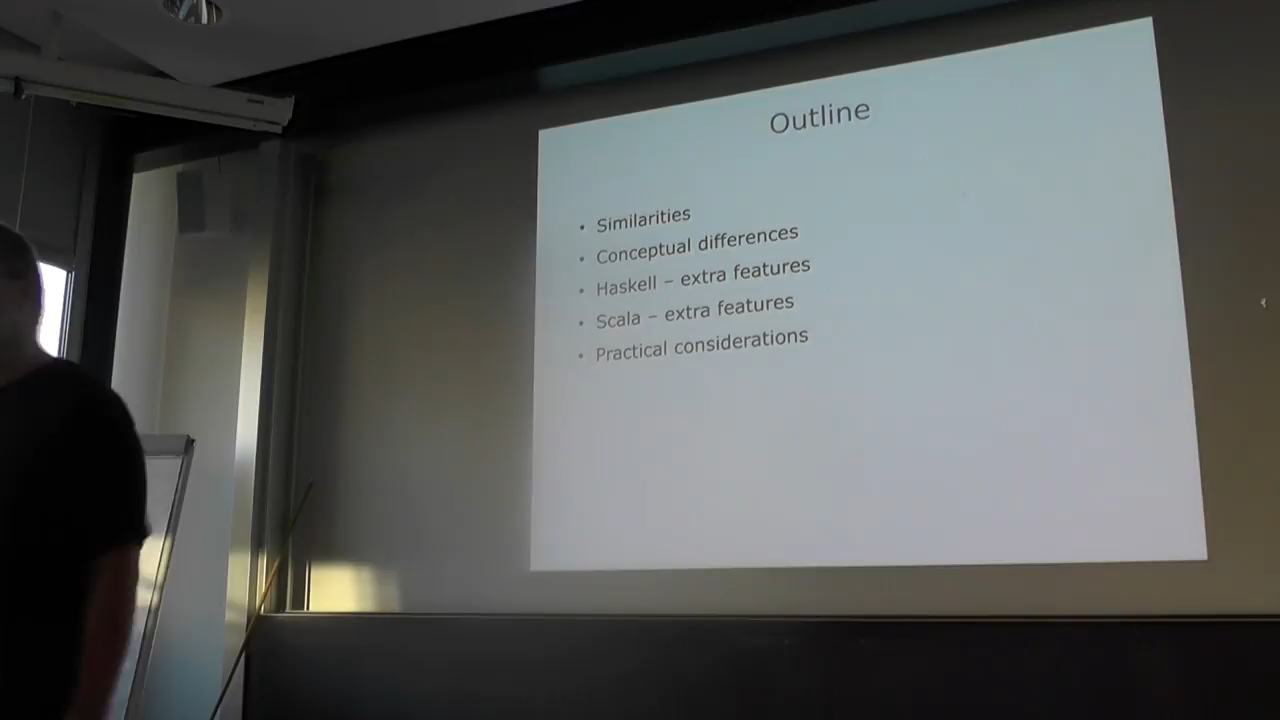 Outline
• Similarities
• Conceptual differences
• Haskell – extra features
• Scala – extra features
• Practical considerations